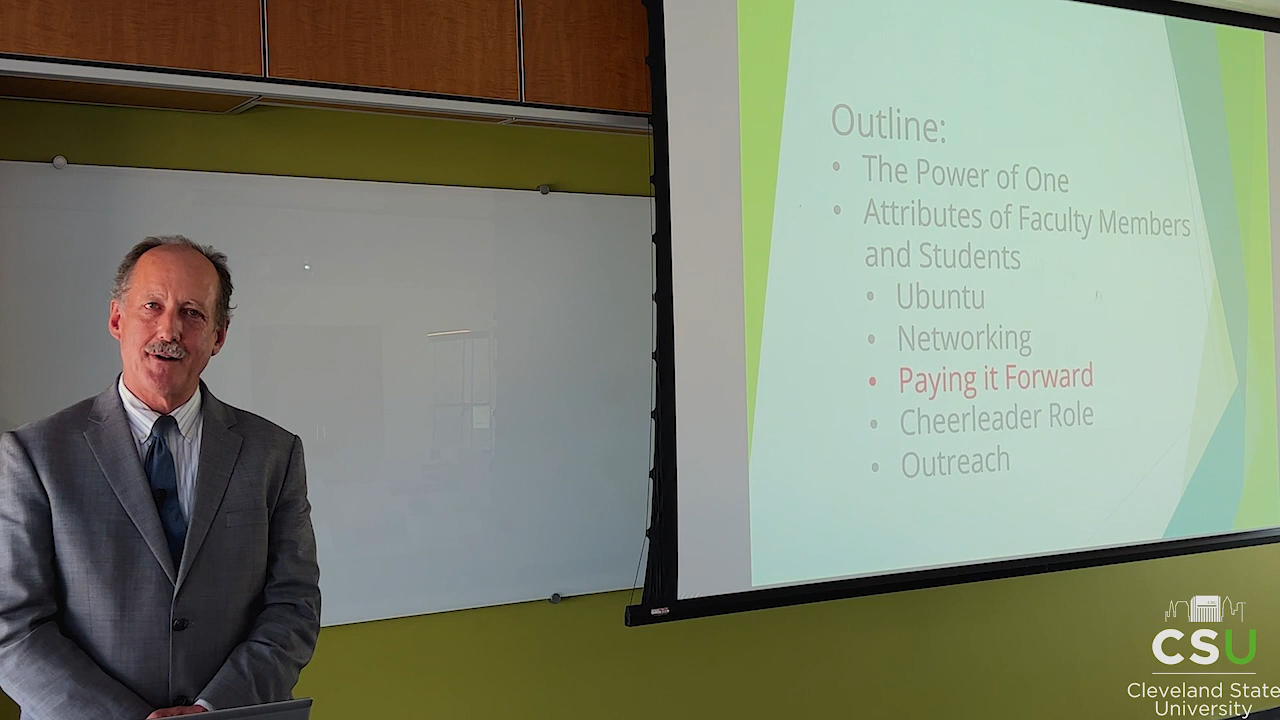 Outline:
• The Power of One
• Attributes of Faculty Members
and Students
• Ubuntu
• Networking
• Paying it Forward
• Cheerleader Role
• Outreach
CSU
Cleveland State
University